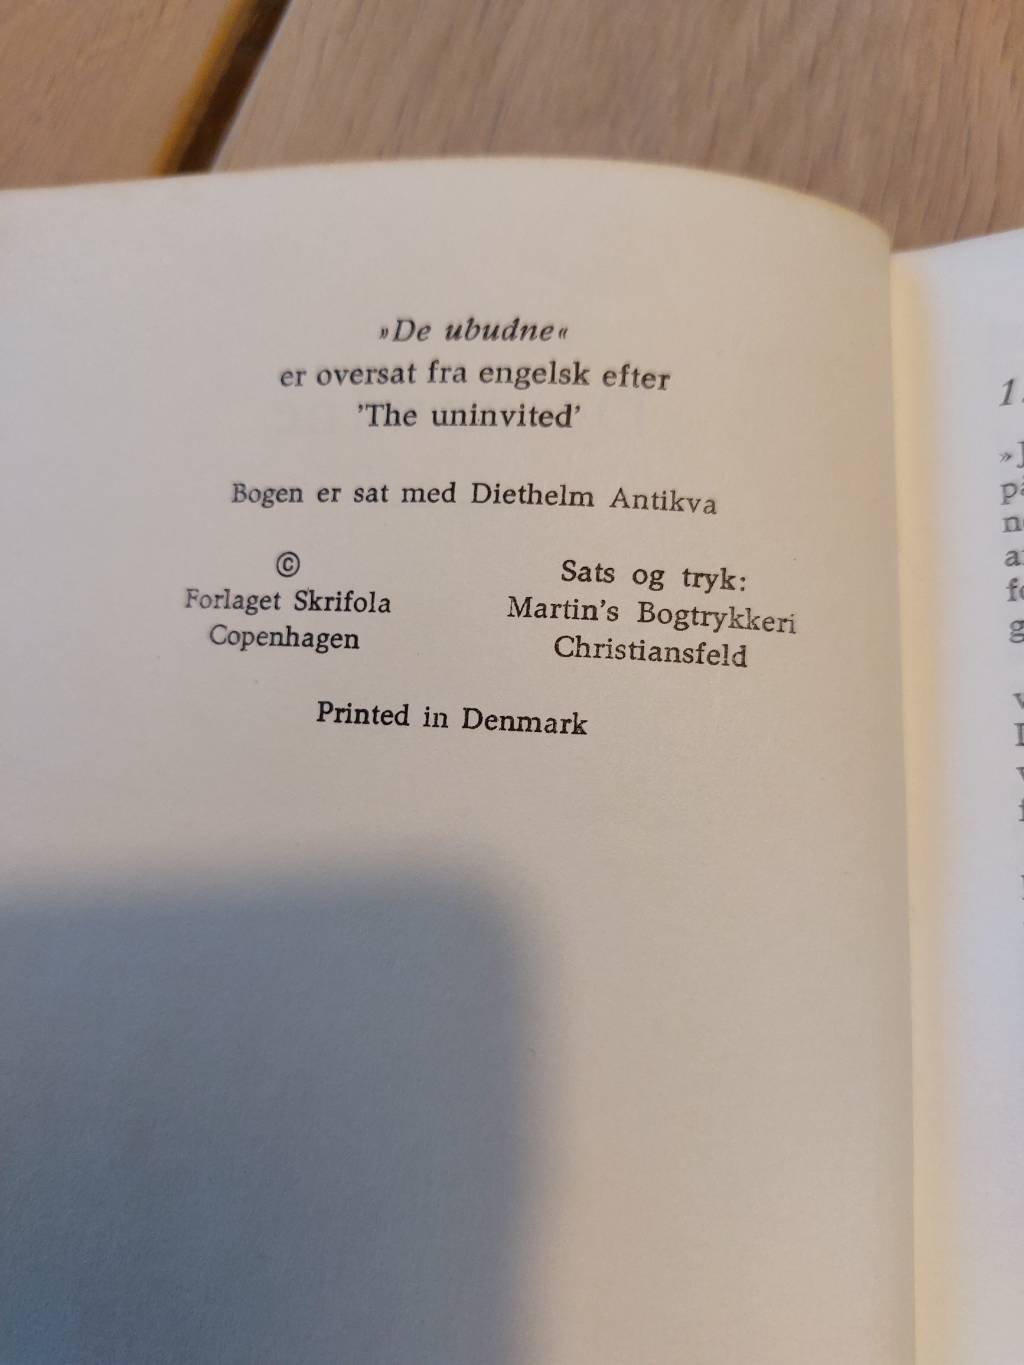 »De ubudne«
er oversat fra engelsk efter
’The uninvited’
Bogen er sat med Diethelm Antikva
©
Forlaget Skrifola
Copenhagen
Sats og tryk:
Martin’s Bogtrykkeri
Christiansfeld
Printed in Denmark